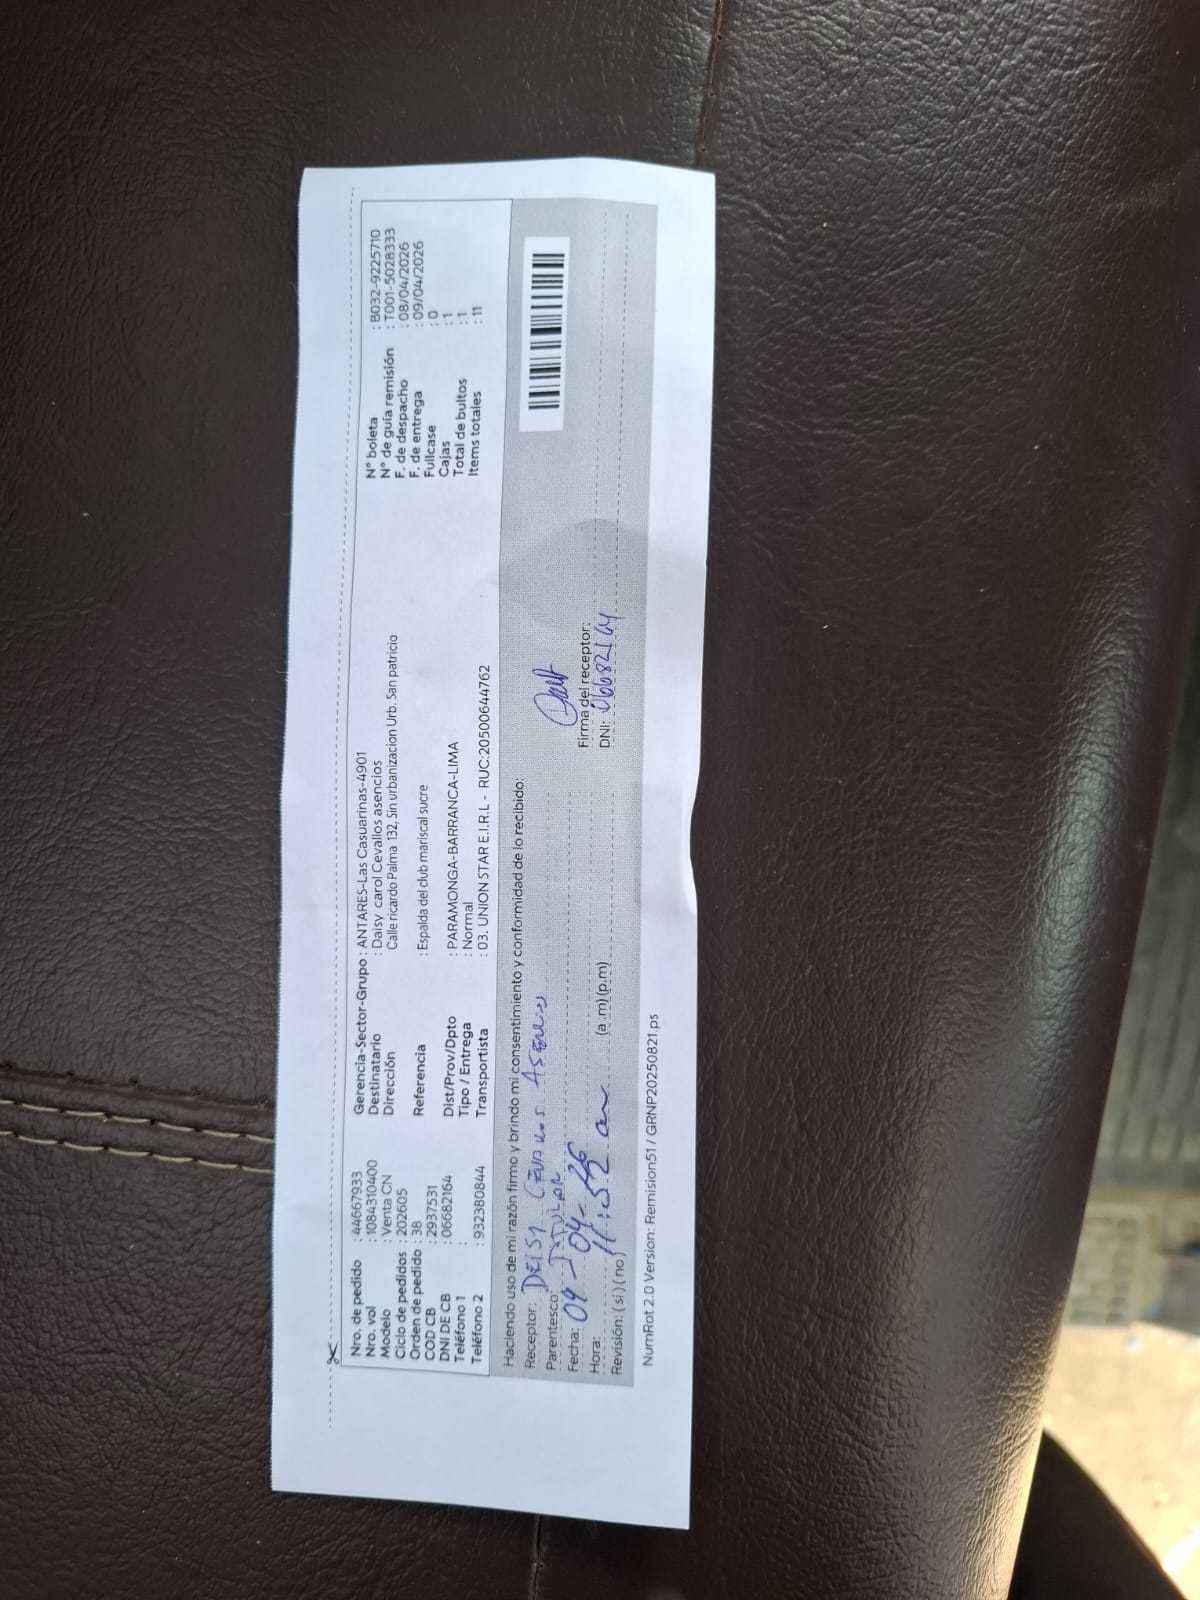 Nro. de pedido : 44667933
Nro. vol : 1084310400
Modelo : Venta CN
Ciclo de pedidos : 202605
Orden de pedido : 38
COD CB : 2937531
DNI DE CB : 06682164
Teléfono 1 :
Teléfono 2 : 932380844
Gerencia-Sector-Grupo : ANTARES-Las Casuarinas-4901
Destinatario : Daisy carol Cevallos asencios
Dirección Calle ricardo Palma 132, Sin urbanizacion Urb. San patricio
Referencia : Espalda del club mariscal sucre
Dist/Prov/Dpto : PARAMONGA-BARRANCA-LIMA
Tipo / Entrega : Normal
Transportista : 03. UNION STAR E.I.R.L - RUC:20500644762
N° boleta : B032-9225710
N° de guía remisión : T001-5028333
F. de despacho : 08/04/2026
F. de entrega : 09/04/2026
Fullcase : 0
Cajas : 1
Total de bultos : 1
Items totales : 11
Haciendo uso de mi razón firmo y brindo mi consentimiento y conformidad de lo recibido:
Receptor: DEISY
Parentesco: Titular
Fecha: 09-04-26
Hora: 11:52 am (a.m)(p.m)
Revisión: (si)(no)
Firma del receptor:
DNI: 06682164
NumRot 2.0 Version: Remision51 / GRNP20250821.ps